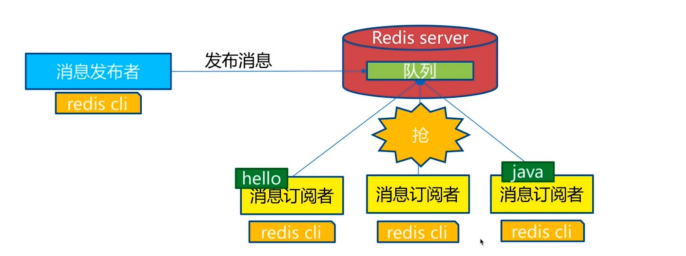 Redis server
发布消息
消息发布者
队列
redis cli
抢
hello
java
消息订阅者
消息订阅者
消息订阅者
redis cli
redis cli
redis cli